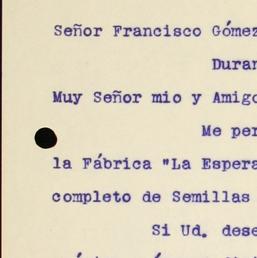 Señor Francisco Gómez
Duran
Muy Señor mio y Amigo
Me per
la Fábrica "La Espera
completo de Semillas
Si Ud. dese